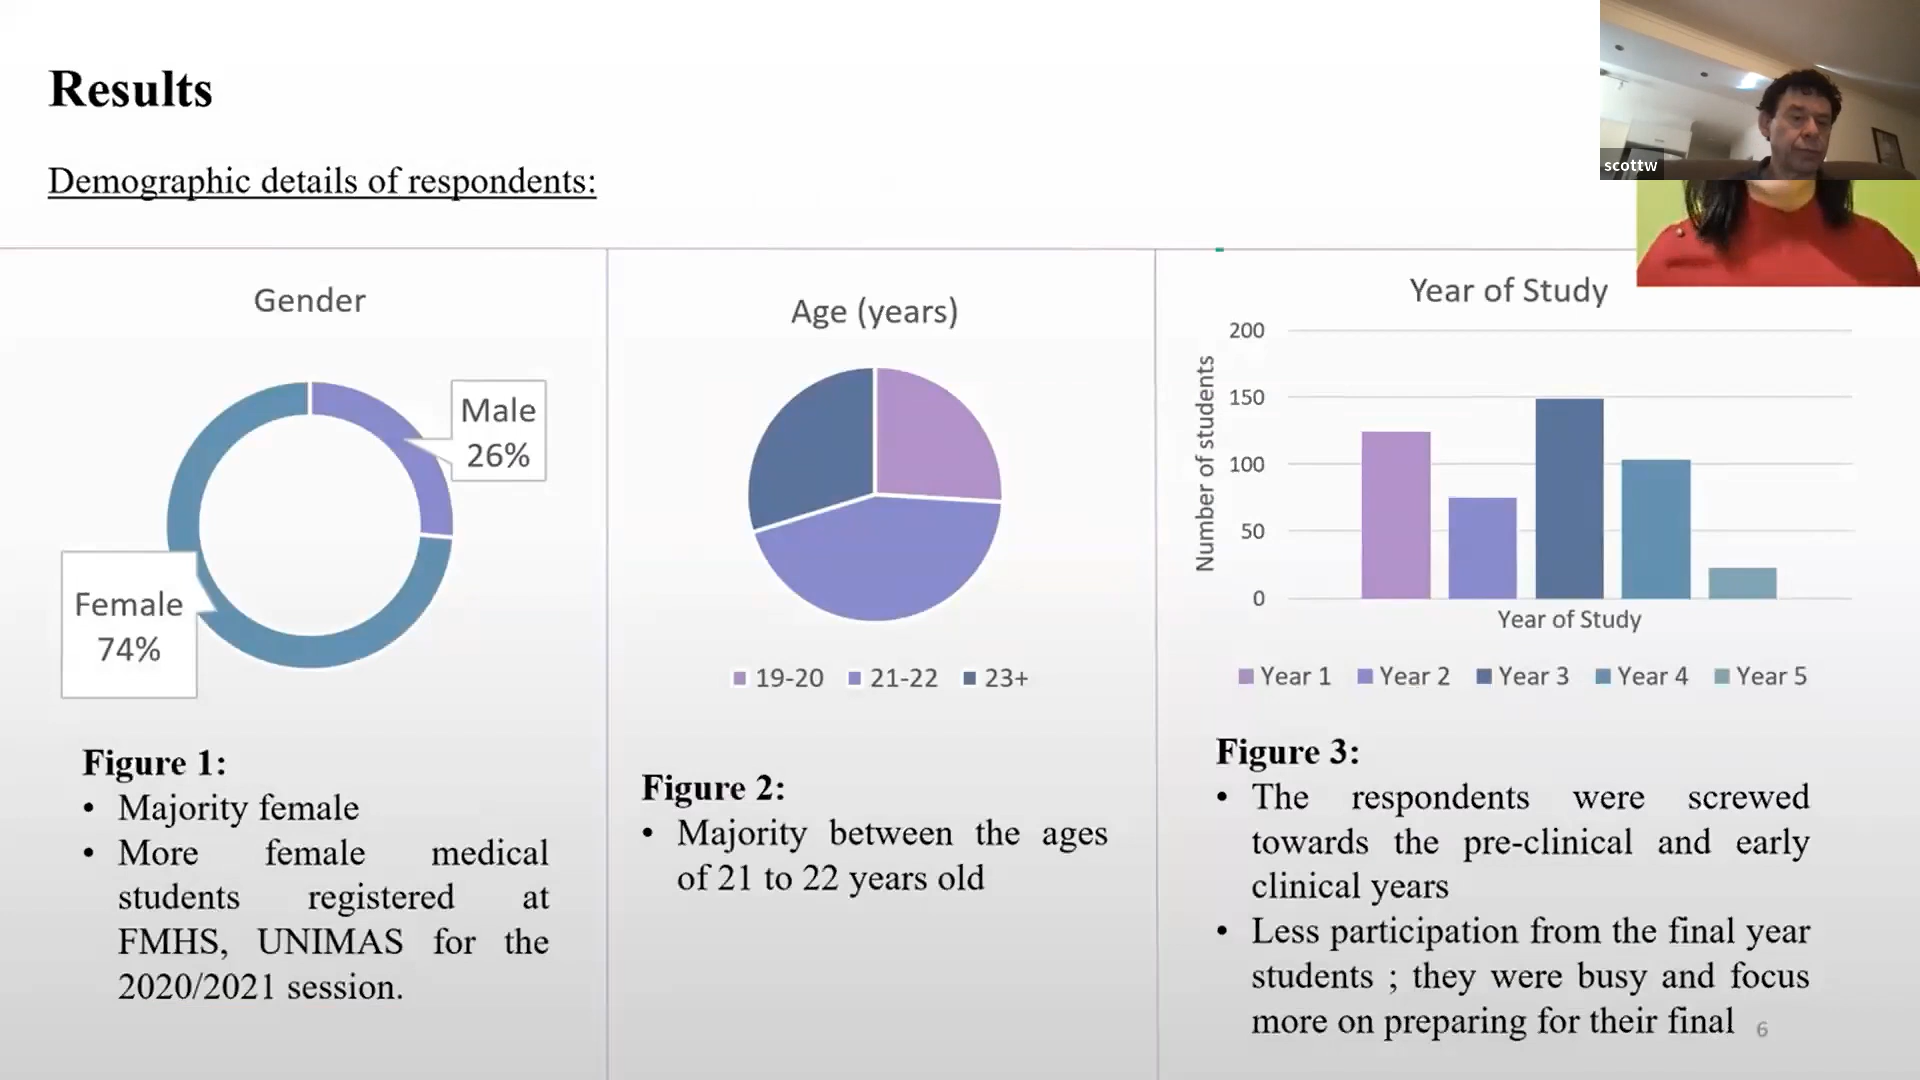 Results
scottw
Demographic details of respondents:
Gender
Male
26%
Female
74%
Figure 1:
• Majority female
• More female medical
students registered at
FMHS, UNIMAS for the
2020/2021 session.
Age (years)
19-20 21-22 23+
Figure 2:
• Majority between the ages
of 21 to 22 years old
Year of Study
Number of students
200
150
100
50
0
Year of Study
Year 1 Year 2 Year 3 Year 4 Year 5
Figure 3:
• The respondents were screwed
towards the pre-clinical and early
clinical years
• Less participation from the final year
students ; they were busy and focus
more on preparing for their final
6